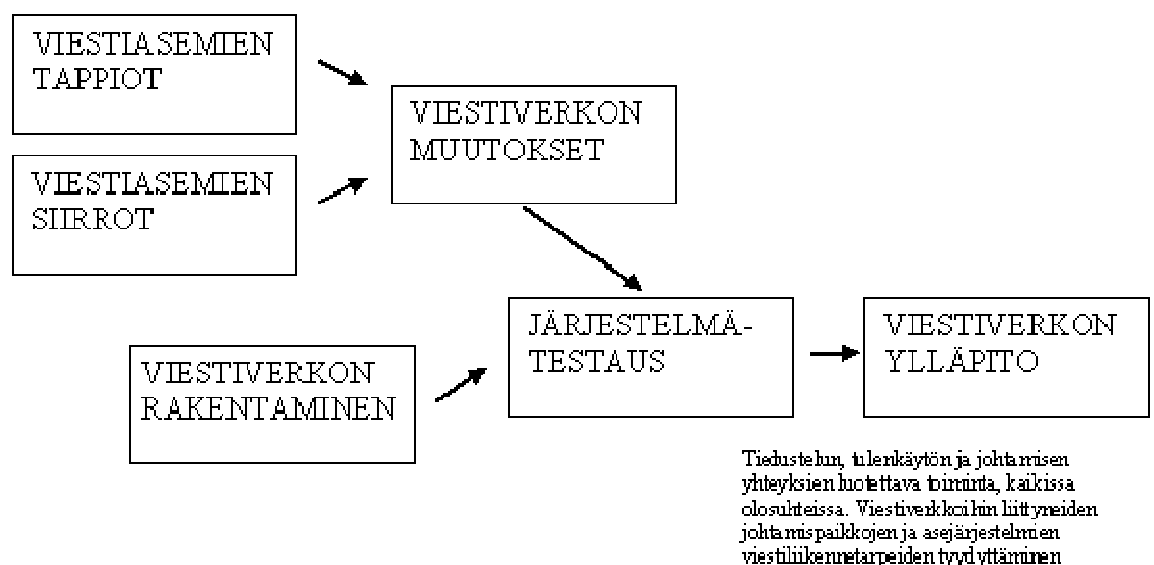 VIESTIASEMIEN
TAPPIOT
VIESTIASEMIEN
SIIRROT
VIESTIVERKON
MUUTOKSET
VIESTIVERKON
RAKENTAMINEN
JÄRJESTELMÄ-
TESTAUS
VIESTIVERKON
YLLÄPITO
Tiedustelun, tulenkäytön ja johtamisen
yhteyksien luotettava toiminta, kaikissa
olosuhteissa. Viestiverkkoihin liittyneiden
johtamispaikkojen ja asejärjestelmien
viestiliikennetarpeiden tyydyttäminen